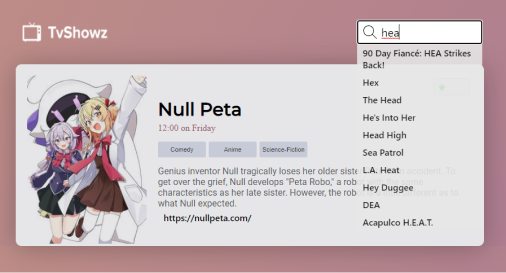 TvShowz
hea
90 Day Fiancé: HEA Strikes
Back!
Hex
The Head
He's Into Her
Head High
Sea Patrol
L.A. Heat
Hey Duggee
DEA
Acapulco H.E.A.T.
Null Peta
12:00 on Friday
Comedy
Anime
Science-Fiction
Genius inventor Null tragically loses her older siste accident. To
get over the grief, Null develops "Peta Robo," a rob
characteristics as her late sister. However, the rob as to
what Null expected.
https://nullpeta.com/